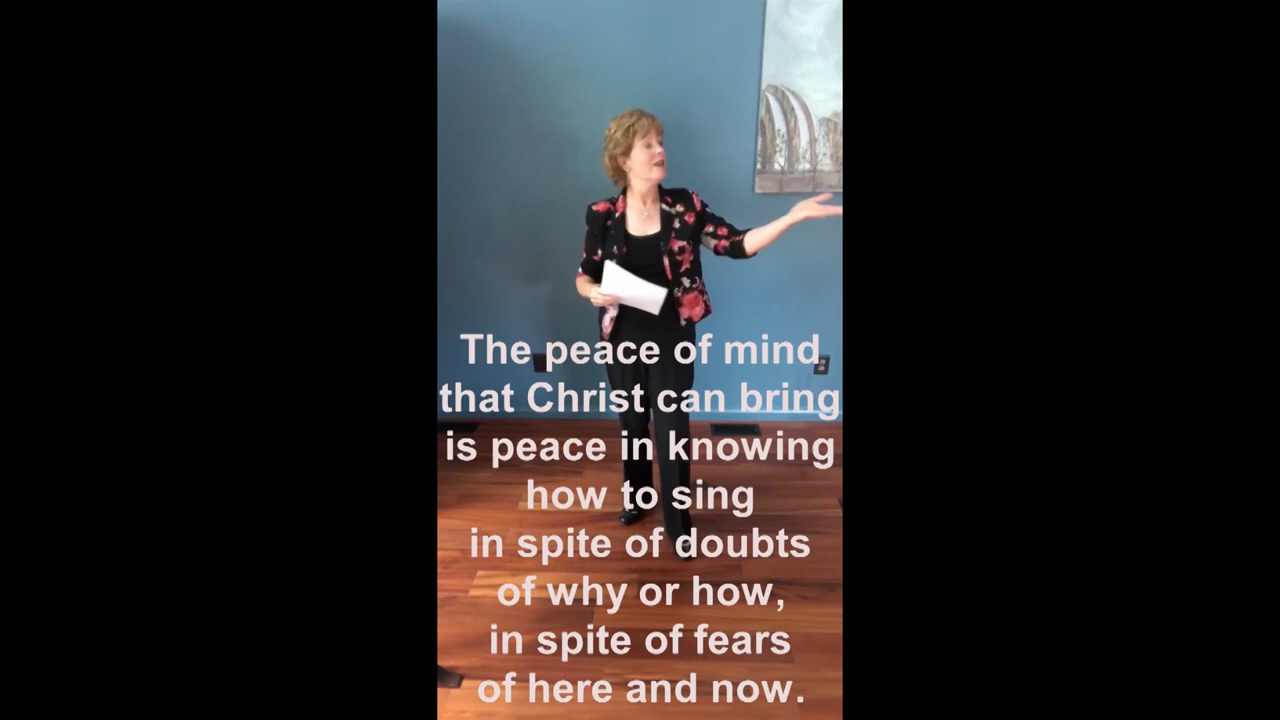 The peace of mind
that Christ can bring
is peace in knowing
how to sing
in spite of doubts
of why or how,
in spite of fears
of here and now.